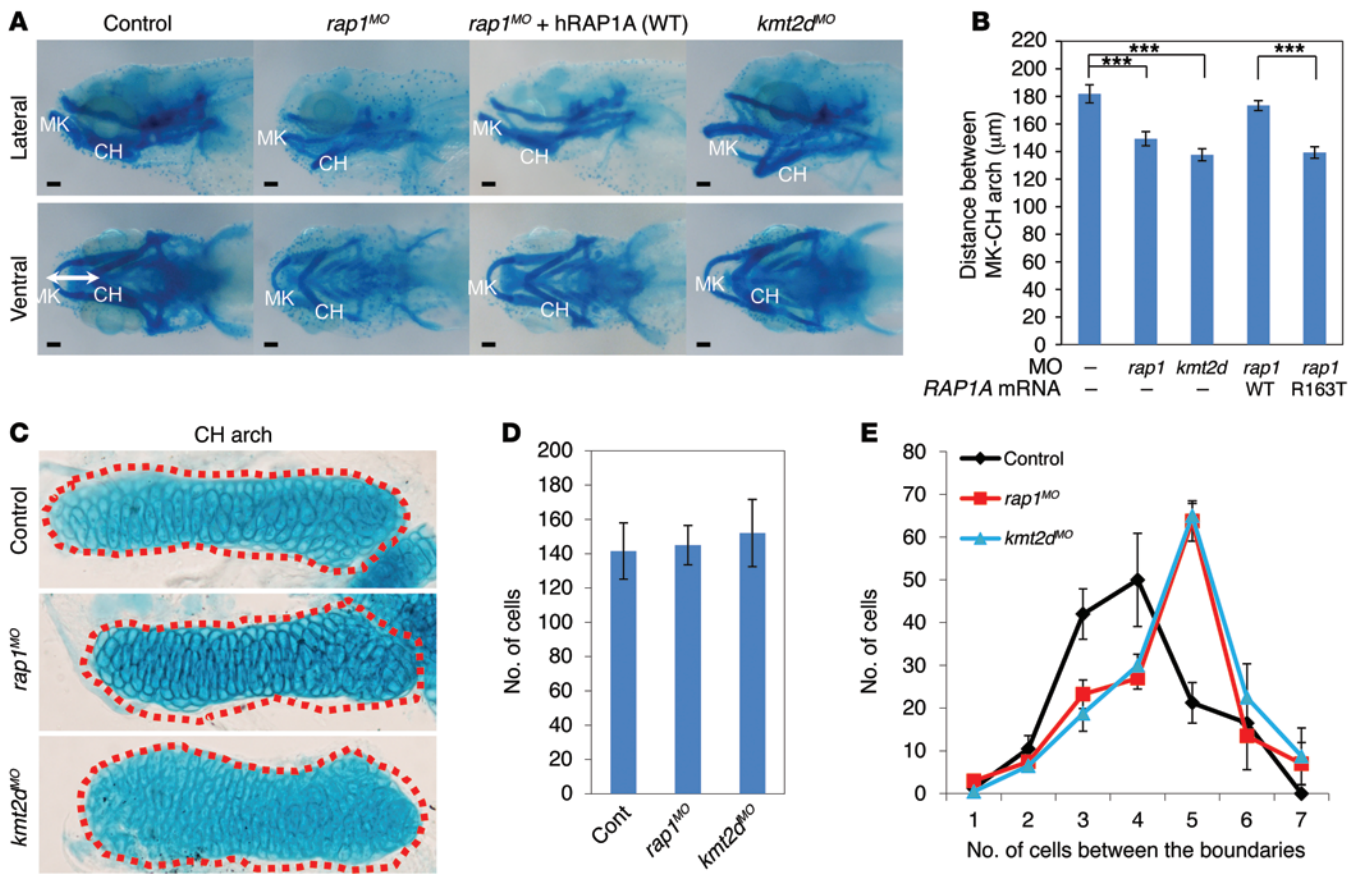 A
Control
rap1MO
rap1MO + hRAP1A (WT)
kmt2dMO
Lateral
MK
CH
MK
CH
MK
CH
MK
CH
Ventral
MK
CH
MK
CH
MK
CH
MK
CH
B
Distance between
MK-CH arch (μm)
220
200
180
160
140
120
100
80
60
40
20
0
***
***
***
MO – rap1 kmt2d rap1 rap1
RAP1A mRNA – – – WT R163T
C
CH arch
Control
rap1MO
kmt2dMO
D
No. of cells
200
180
160
140
120
100
80
60
40
20
0
Cont
rap1MO
kmt2dMO
E
No. of cells
80
70
60
50
40
30
20
10
0
Control
rap1MO
kmt2dMO
1 2 3 4 5 6 7
No. of cells between the boundaries